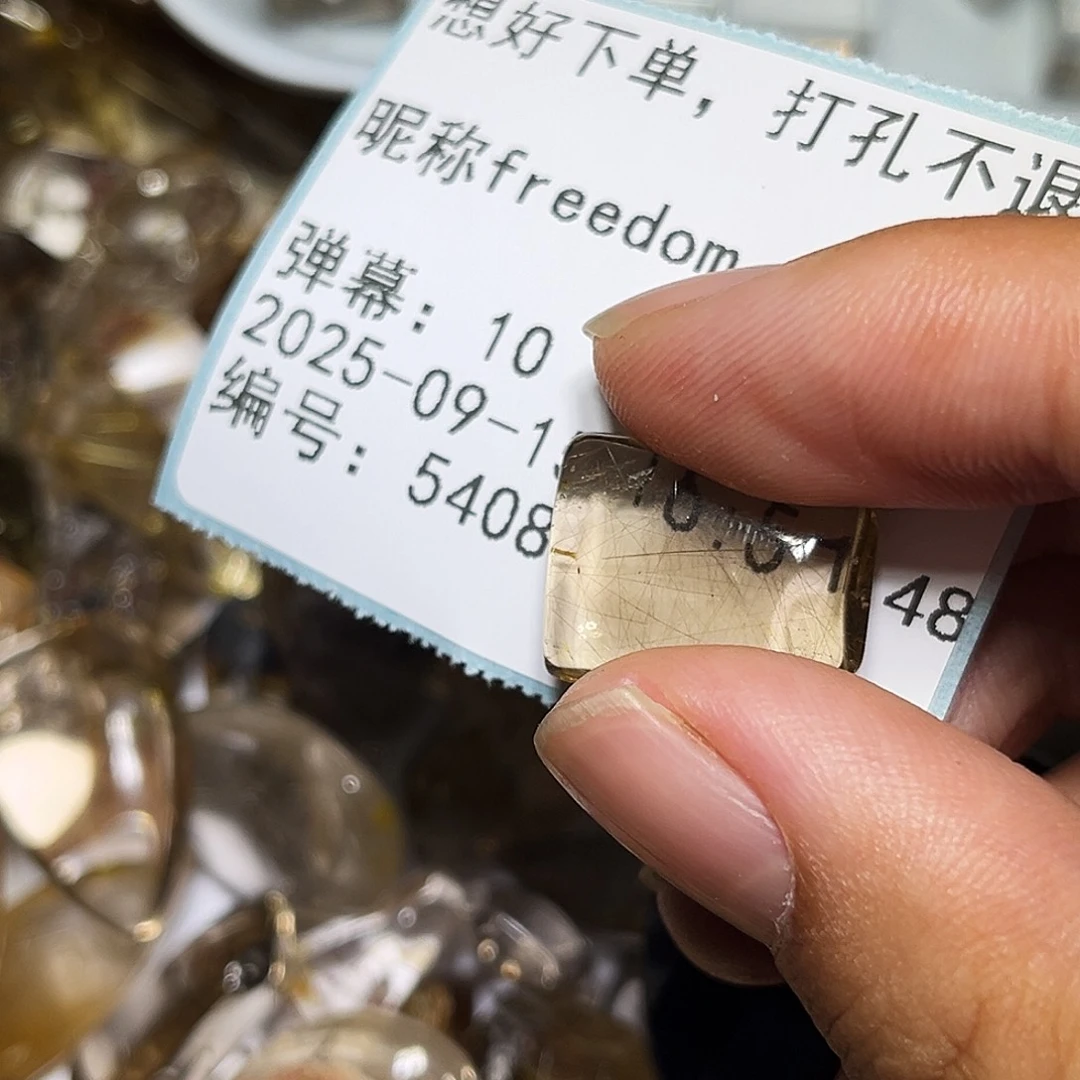 想好下单，打孔不退
昵称freedom
弹幕：10
2025-09-1
编号：5408
48